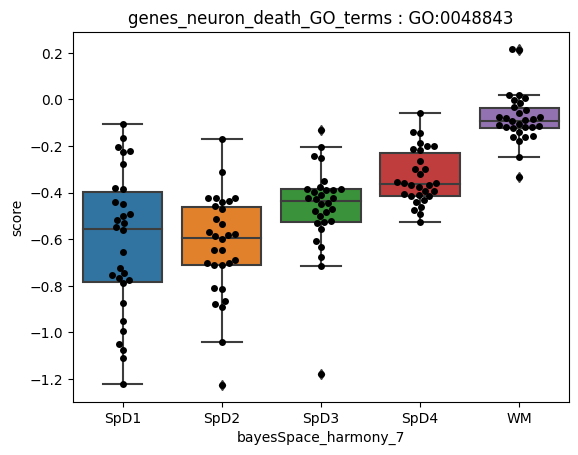 genes_neuron_death_GO_terms : GO:0048843
0.2
0.0
−0.2
−0.4
−0.6
−0.8
−1.0
−1.2
score
SpD1 SpD2 SpD3 SpD4 WM
bayesSpace_harmony_7